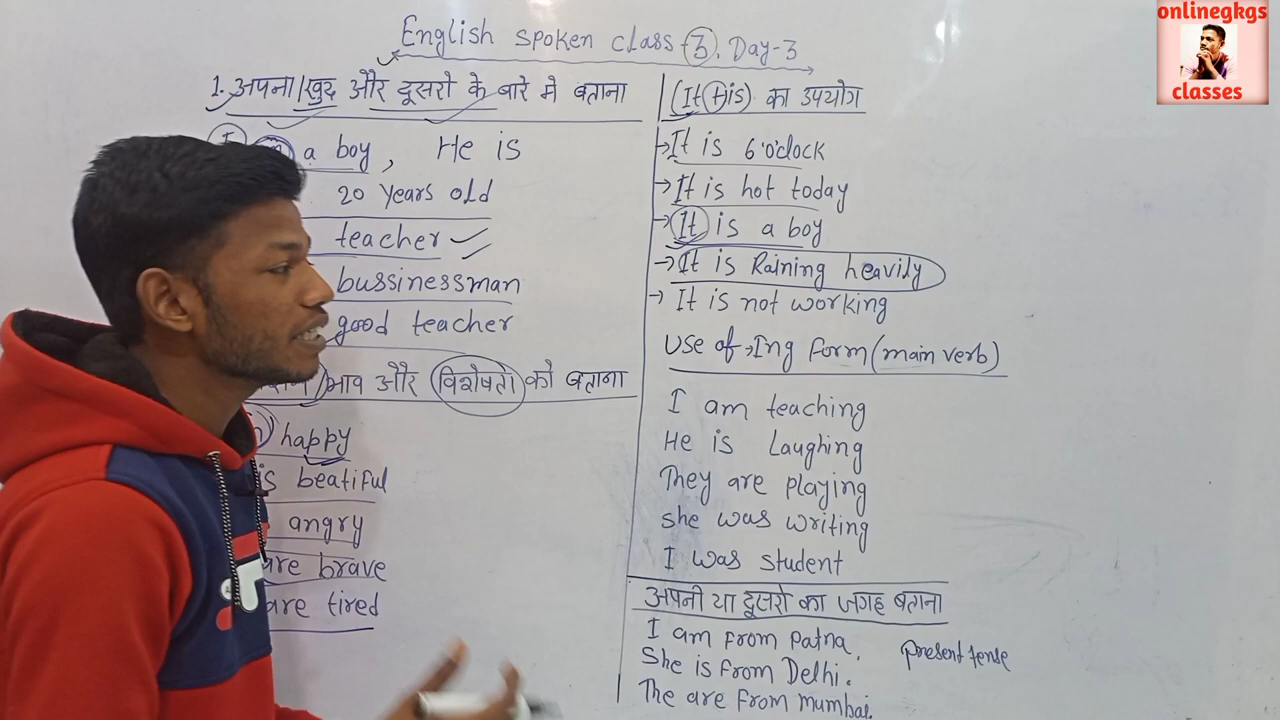 English spoken class-3. Day-3
1. अपना/खुद और दूसरो के बारे मे बताना
I a boy, He is
20 years old
teacher
bussinessman
good teacher
भाव और विशेषता को बताना
happy
is beatiful
angry
are brave
are tired
(It+is) का उपयोग
→It is 6'o'clock
→It is hot today
→It is a boy
→It is Raining heavily
→It is not working
Use of →Ing form(main verb)
I am teaching
He is Laughing
They are playing
she was writing
I was student
अपनी या दूसरो का जगह बताना
I am from Patna.
She is from Delhi.
The are from mumbai.
present tense
onlinegkgs
classes